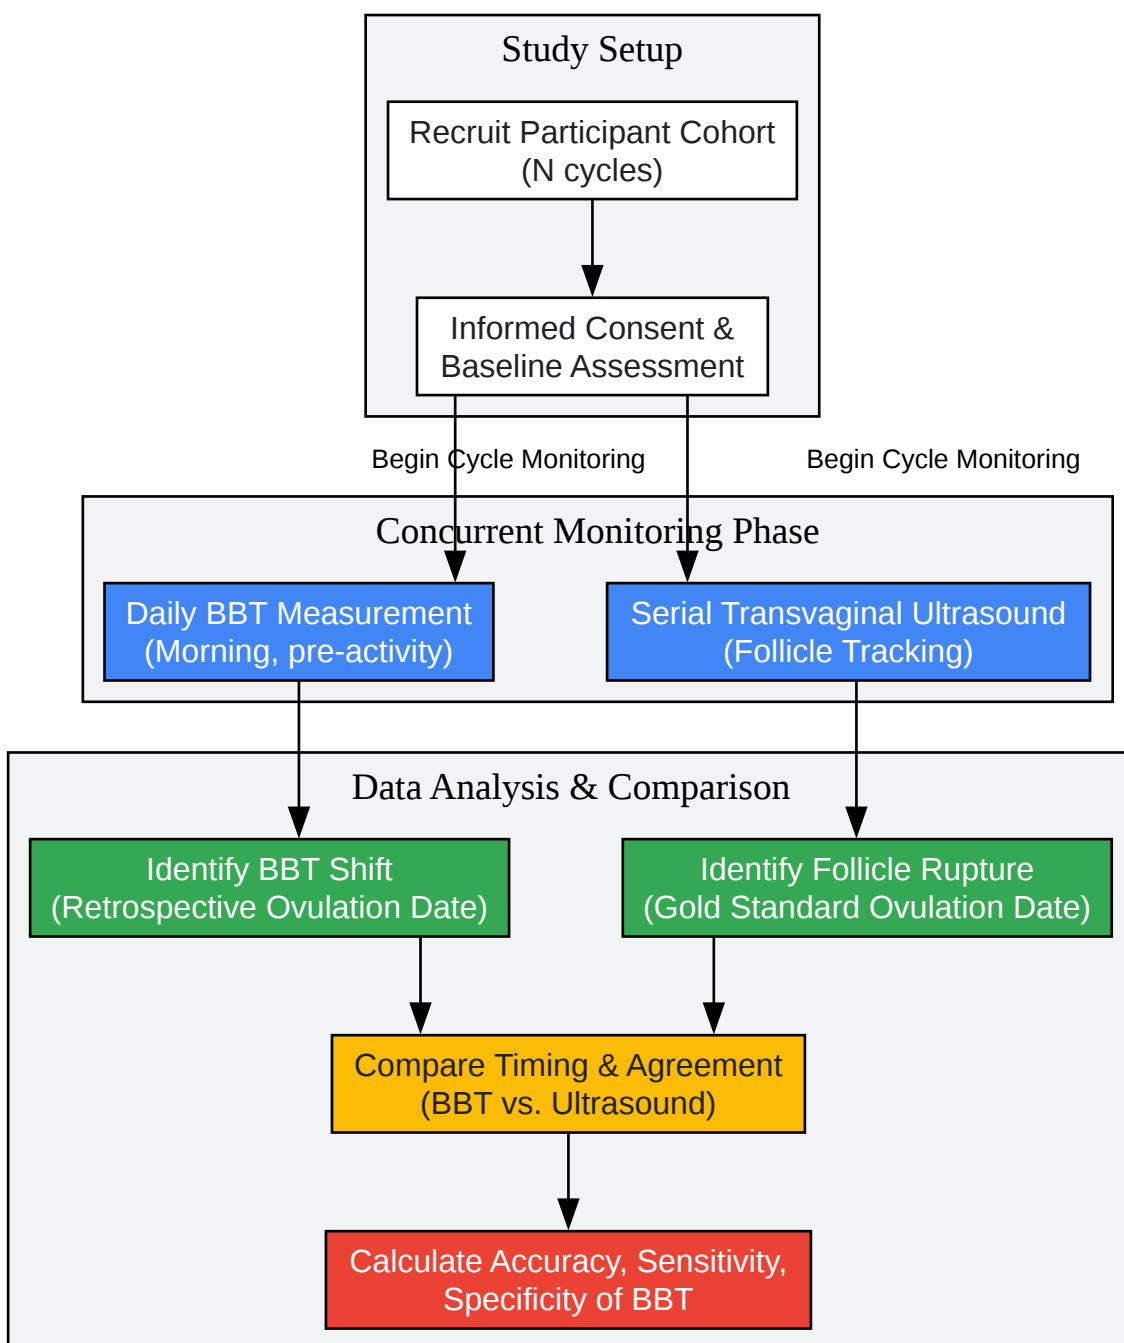 Study Setup
Recruit Participant Cohort
(N cycles)
Informed Consent &
Baseline Assessment
Begin Cycle Monitoring
Begin Cycle Monitoring
Concurrent Monitoring Phase
Daily BBT Measurement
(Morning, pre-activity)
Serial Transvaginal Ultrasound
(Follicle Tracking)
Data Analysis & Comparison
Identify BBT Shift
(Retrospective Ovulation Date)
Identify Follicle Rupture
(Gold Standard Ovulation Date)
Compare Timing & Agreement
(BBT vs. Ultrasound)
Calculate Accuracy, Sensitivity,
Specificity of BBT